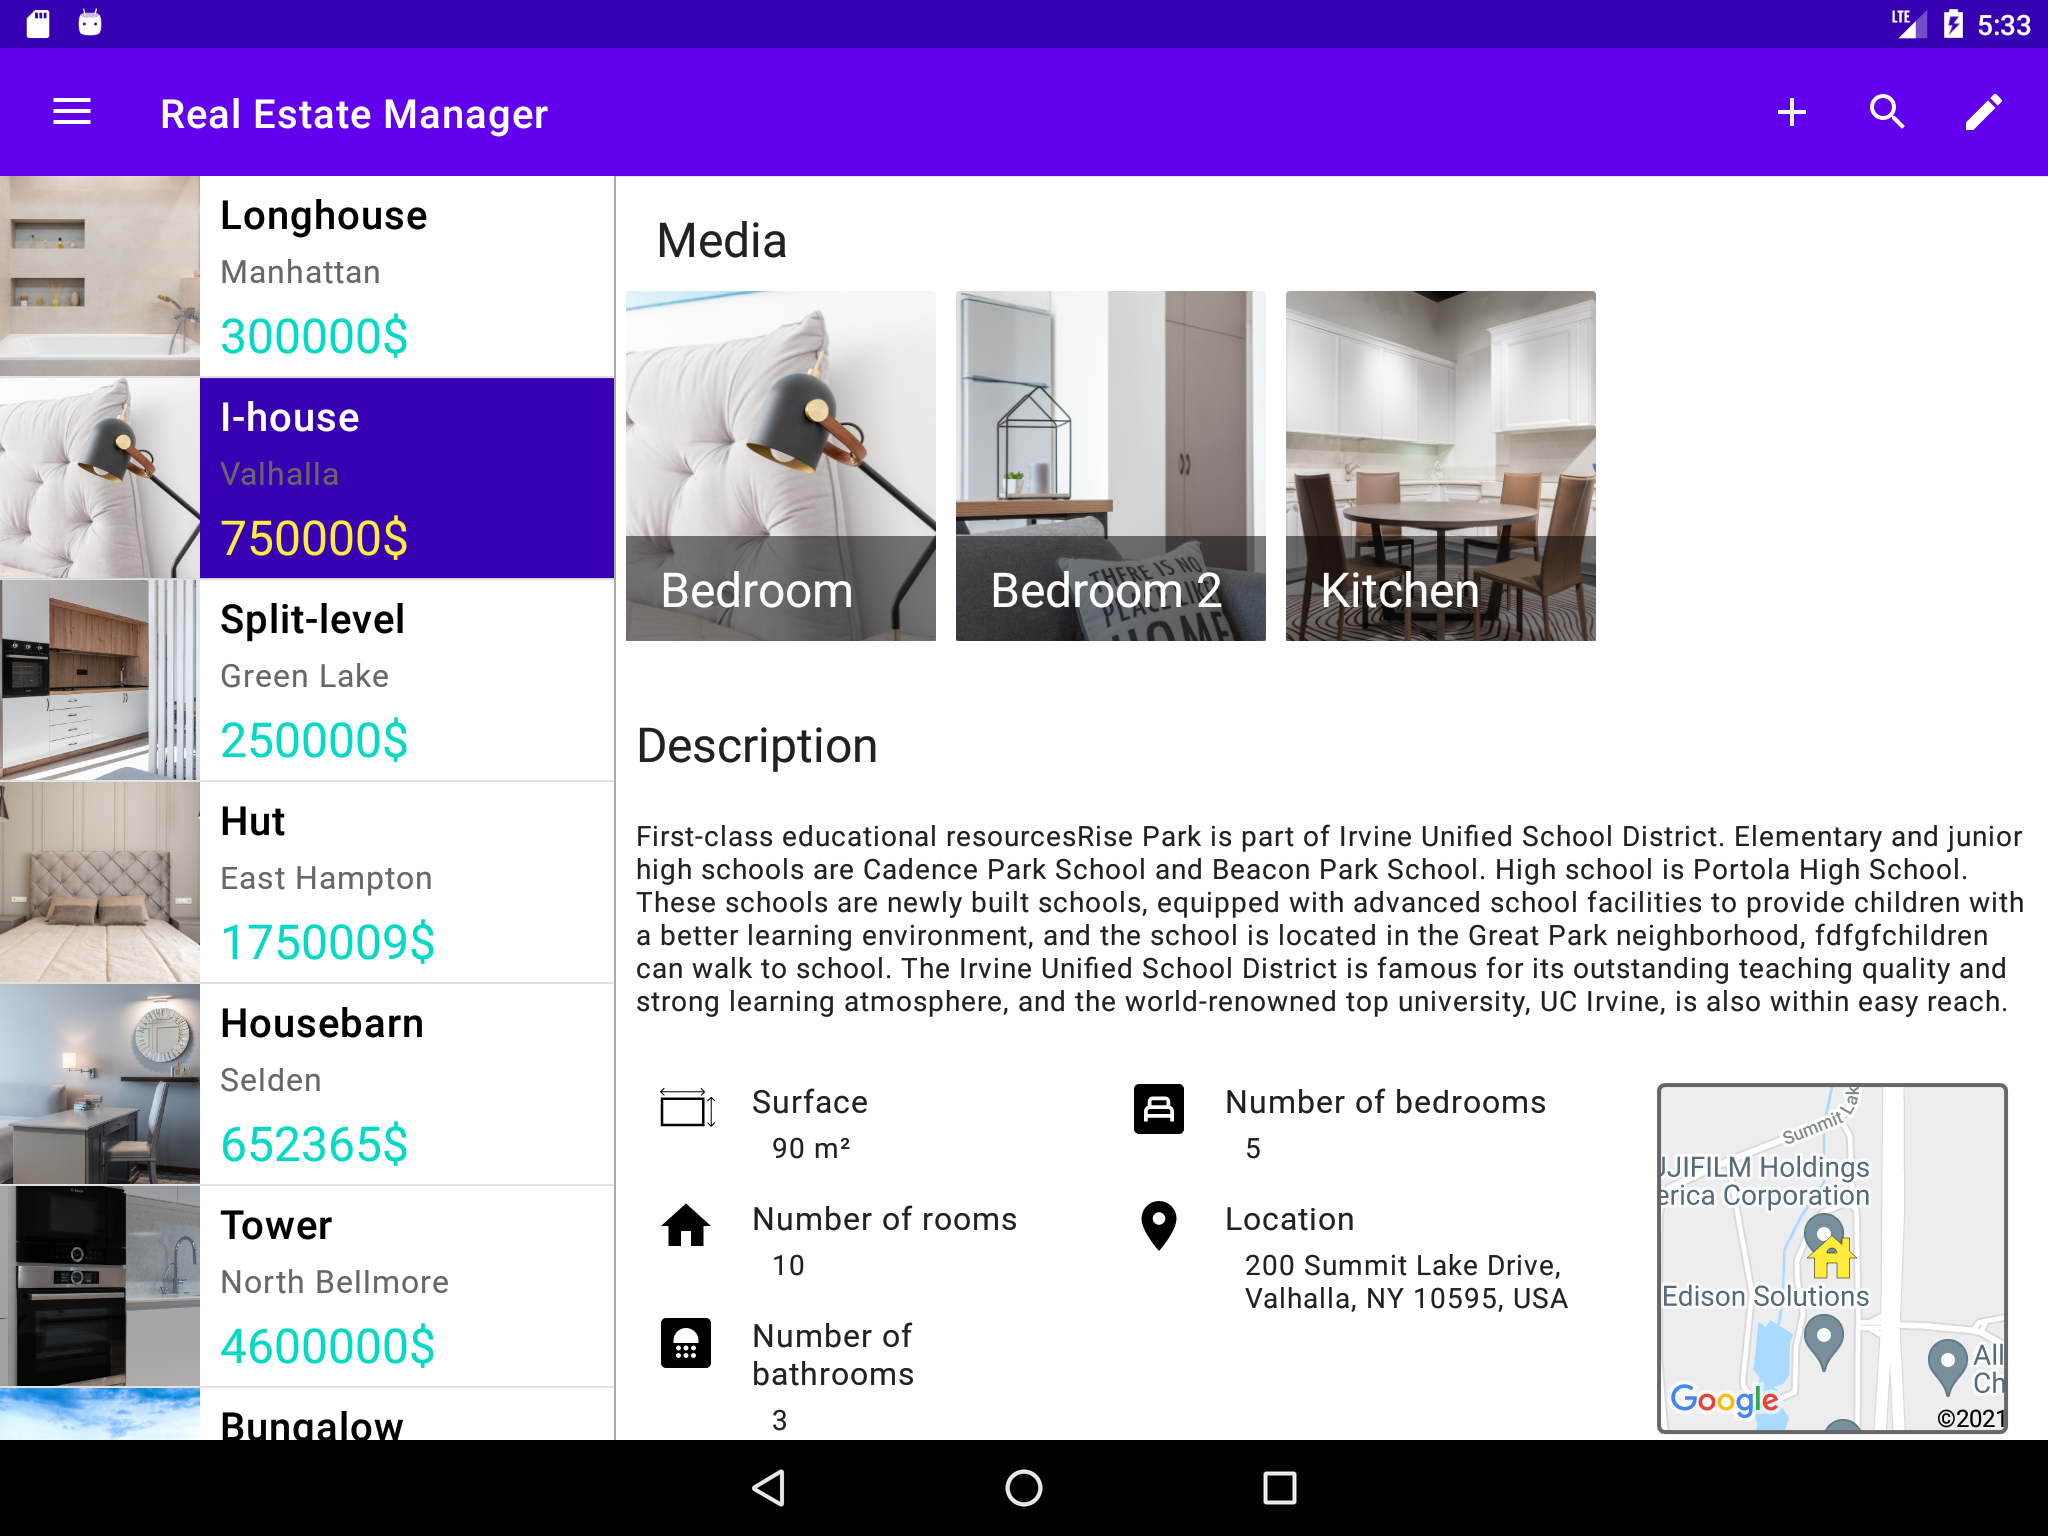 LTE 5:33
Real Estate Manager
Longhouse
Manhattan
300000$
I-house
Valhalla
750000$
Split-level
Green Lake
250000$
Hut
East Hampton
1750009$
Housebarn
Selden
652365$
Tower
North Bellmore
4600000$
Bungalow
Media
Bedroom
Bedroom 2
Kitchen
THERE IS NO
PLACE LIKE
HOME
Description
First-class educational resourcesRise Park is part of Irvine Unified School District. Elementary and junior
high schools are Cadence Park School and Beacon Park School. High school is Portola High School.
These schools are newly built schools, equipped with advanced school facilities to provide children with
a better learning environment, and the school is located in the Great Park neighborhood, fdfgfchildren
can walk to school. The Irvine Unified School District is famous for its outstanding teaching quality and
strong learning atmosphere, and the world-renowned top university, UC Irvine, is also within easy reach.
Surface
90 m²
Number of rooms
10
Number of
bathrooms
3
Number of bedrooms
5
Location
200 Summit Lake Drive,
Valhalla, NY 10595, USA
Summit Lak
UJIFILM Holdings
erica Corporation
Edison Solutions
All
Ch
Google
©2021